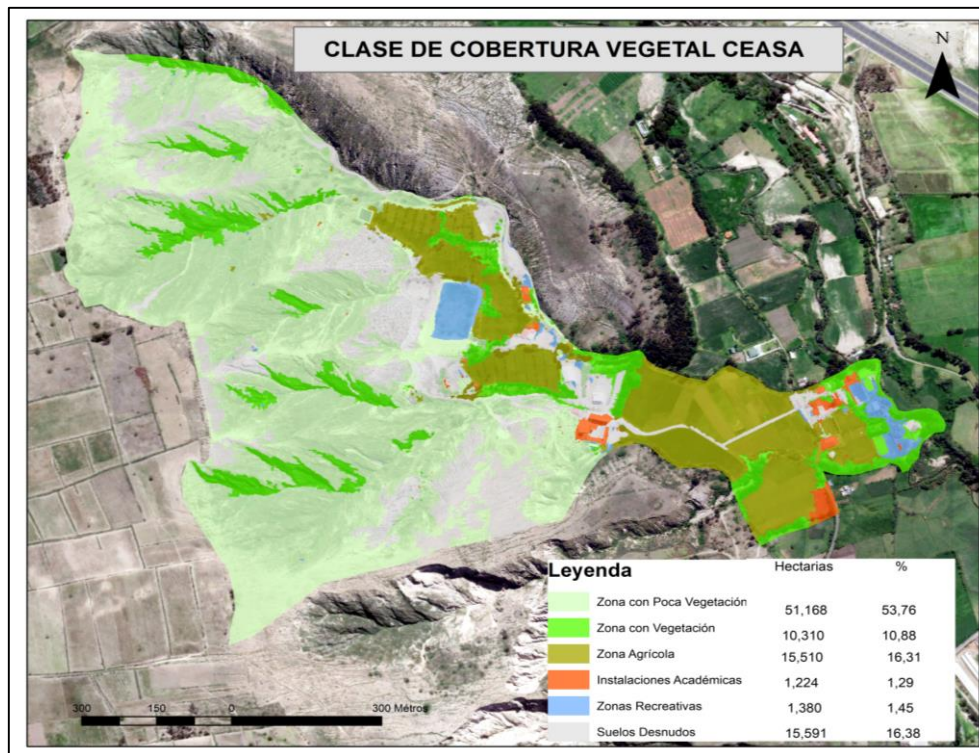 CLASE DE COBERTURA VEGETAL CEASA
N
Leyenda Hectarias %
Zona con Poca Vegetación 51,168 53,76
Zona con Vegetación 10,310 10,88
Zona Agrícola 15,510 16,31
Instalaciones Académicas 1,224 1,29
Zonas Recreativas 1,380 1,45
Suelos Desnudos 15,591 16,38
300 150 0 300 Métros